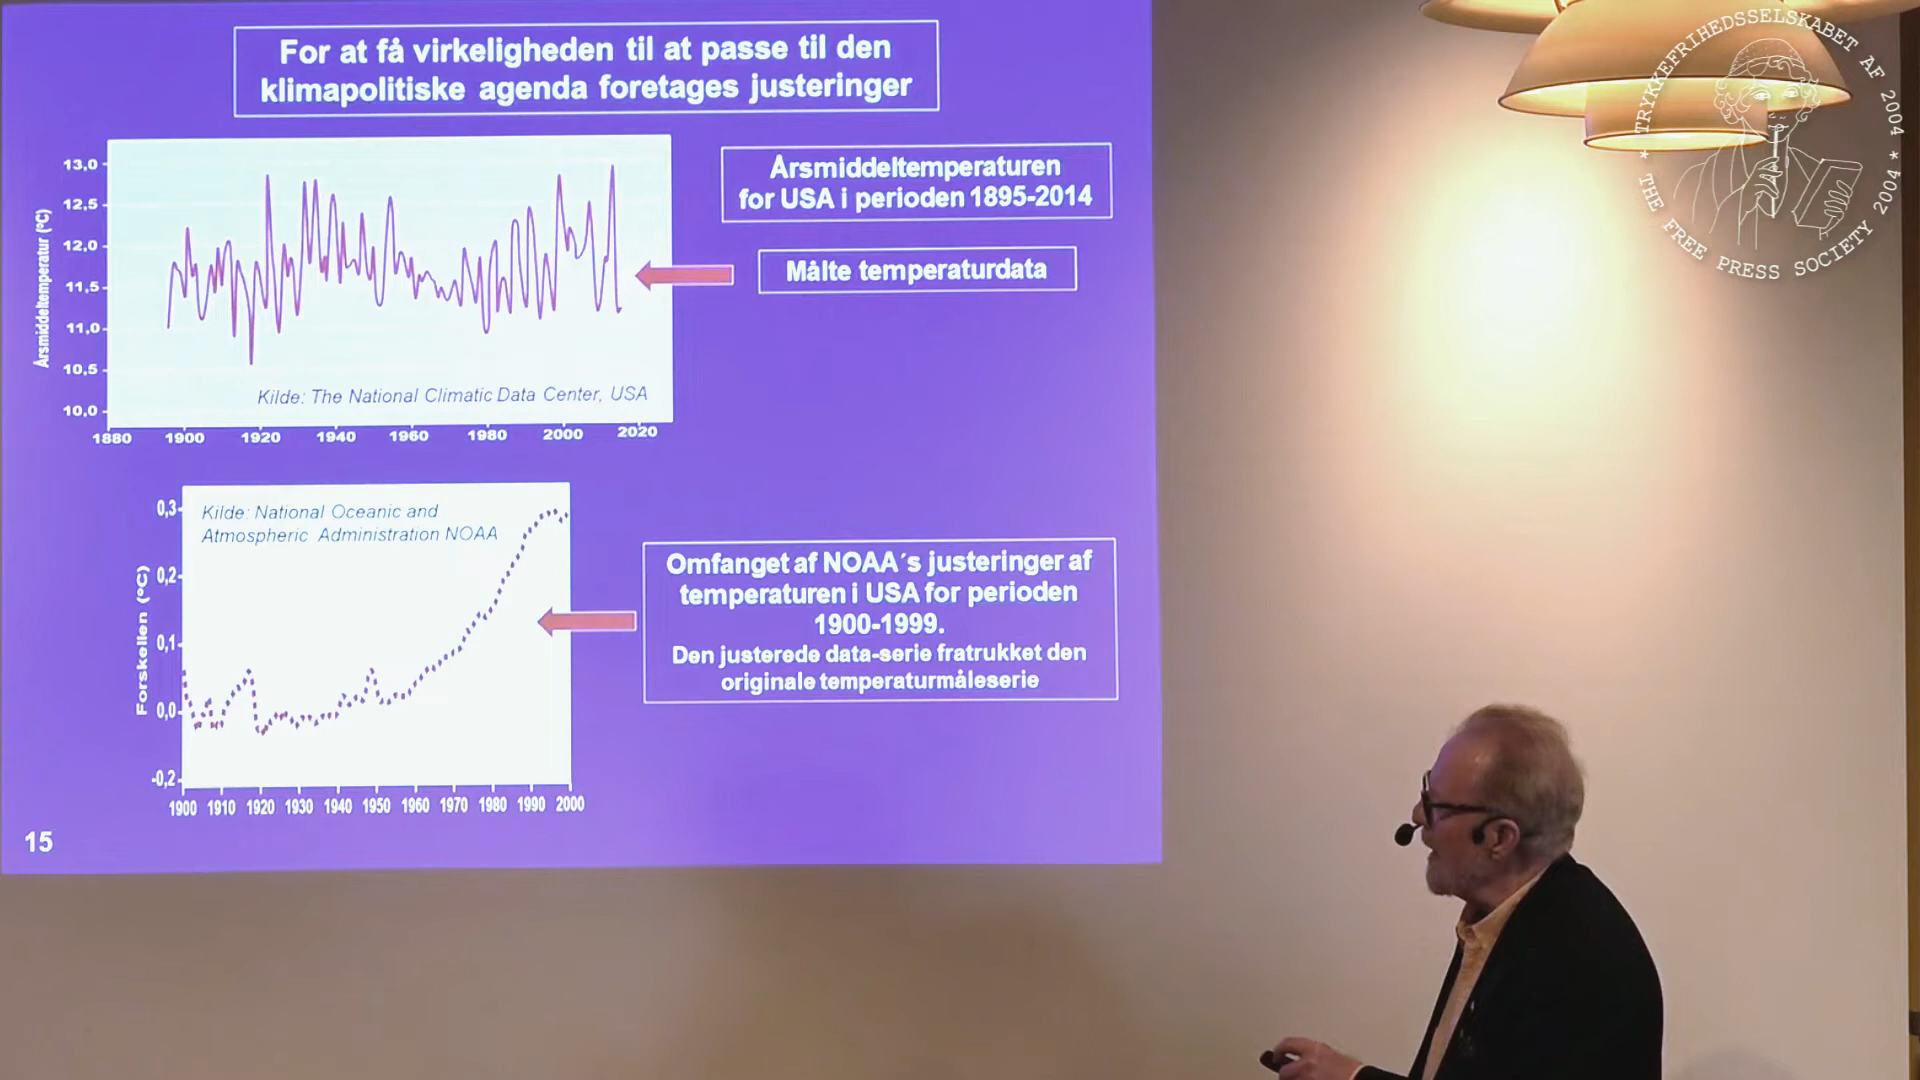 For at få virkeligheden til at passe til den
klimapolitiske agenda foretages justeringer
Årsmiddeltemperatur (ºC)
13,0
12,5
12,0
11,5
11,0
10,5
10,0
Kilde: The National Climatic Data Center, USA
1880 1900 1920 1940 1960 1980 2000 2020
Årsmiddeltemperaturen
for USA i perioden 1895-2014
Målte temperaturdata
Forskellen (ºC)
0,3
0,2
0,1
0,0
-0,2
Kilde: National Oceanic and
Atmospheric Administration NOAA
1900 1910 1920 1930 1940 1950 1960 1970 1980 1990 2000
Omfanget af NOAA´s justeringer af
temperaturen i USA for perioden
1900-1999.
Den justerede data-serie fratrukket den
originale temperaturmåleserie
15
* TRYKKEFRIHEDSSELSKABET AF 2004 *
THE FREE PRESS SOCIETY 2004